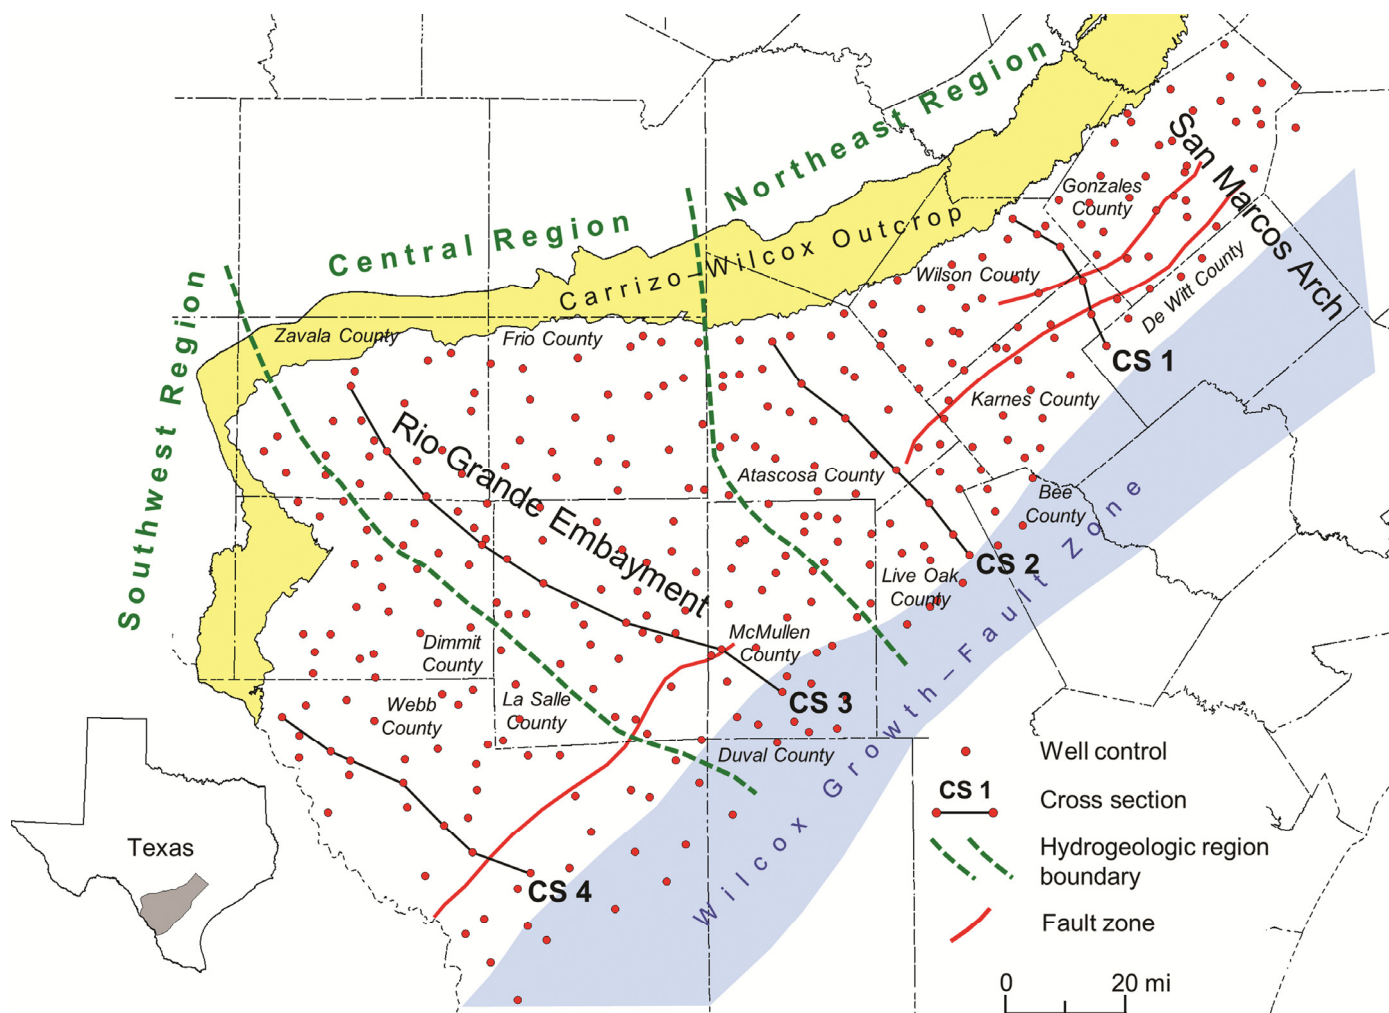 Northeast Region
Central Region
Southwest Region
San Marcos Arch
Gonzales
County
Carrizo–Wilcox Outcrop
Wilson County
De Witt County
Zavala County
Frio County
CS 1
Karnes County
Rio Grande Embayment
Atascosa County
Bee
County
CS 2
Live Oak
County
Dimmit
County
McMullen
County
Webb
County
La Salle
County
CS 3
Duval County
Wilcox Growth–Fault Zone
CS 4
Texas
Well control
CS 1
Cross section
Hydrogeologic region
boundary
Fault zone
0 20 mi